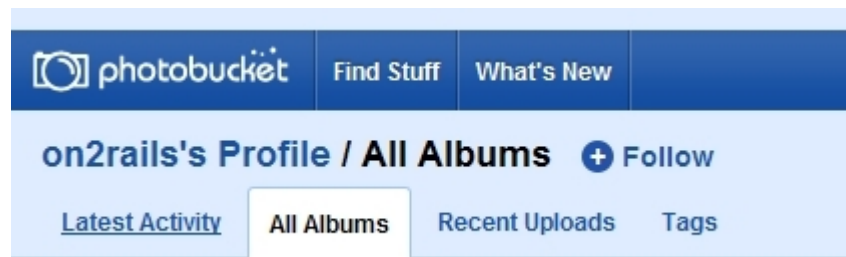 photobucket Find Stuff What's New
on2rails's Profile / All Albums + Follow
Latest Activity All Albums Recent Uploads Tags